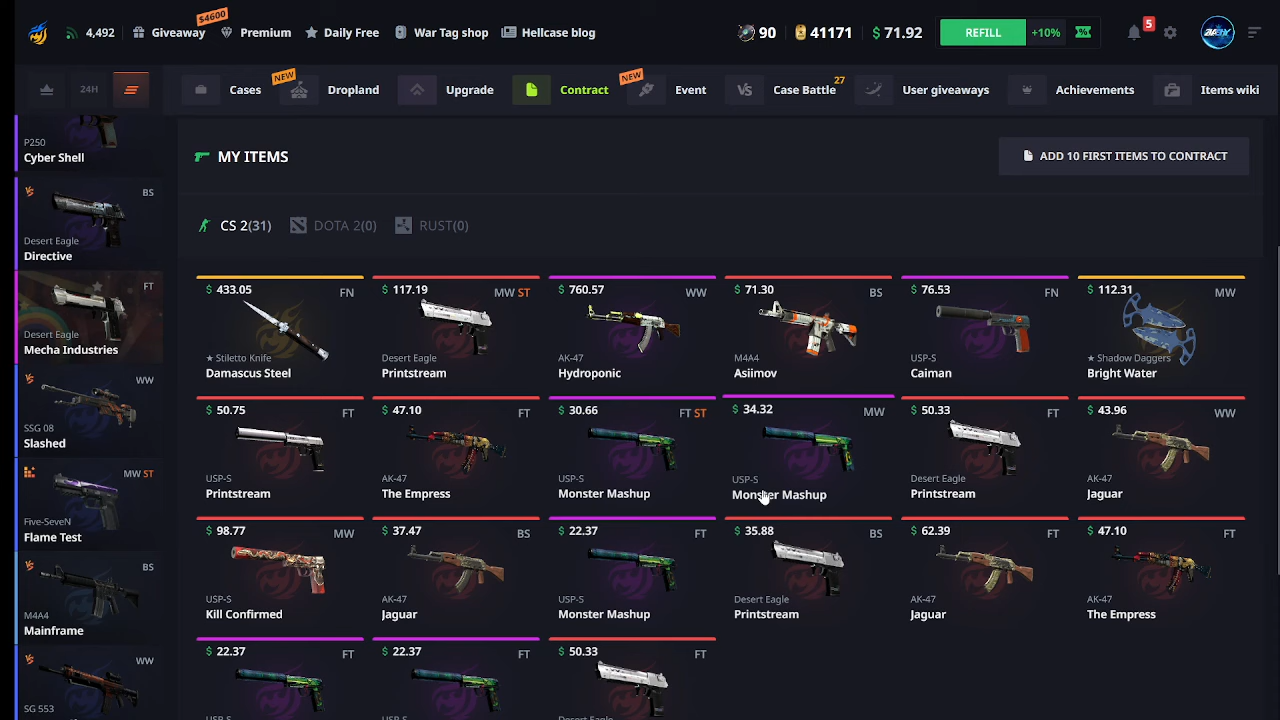 $4600
4,492
Giveaway
Premium
Daily Free
War Tag shop
Hellcase blog
90
41171
$ 71.92
REFILL
+10%
5
24H
Cases
NEW
Dropland
Upgrade
Contract
NEW
Event
VS
Case Battle
27
User giveaways
Achievements
Items wiki
P250
Cyber Shell
BS
Desert Eagle
Directive
FT
Desert Eagle
Mecha Industries
WW
SSG 08
Slashed
MW ST
Five-SeveN
Flame Test
BS
M4A4
Mainframe
WW
SG 553
MY ITEMS
ADD 10 FIRST ITEMS TO CONTRACT
CS 2(31)
DOTA 2(0)
RUST(0)
$ 433.05 FN
★ Stiletto Knife
Damascus Steel
$ 117.19 MW ST
Desert Eagle
Printstream
$ 760.57 WW
AK-47
Hydroponic
$ 71.30 BS
M4A4
Asiimov
$ 76.53 FN
USP-S
Caiman
$ 112.31 MW
★ Shadow Daggers
Bright Water
$ 50.75 FT
USP-S
Printstream
$ 47.10 FT
AK-47
The Empress
$ 30.66 FT ST
USP-S
Monster Mashup
$ 34.32 MW
USP-S
Monster Mashup
$ 50.33 FT
Desert Eagle
Printstream
$ 43.96 WW
AK-47
Jaguar
$ 98.77 MW
USP-S
Kill Confirmed
$ 37.47 BS
AK-47
Jaguar
$ 22.37 FT
USP-S
Monster Mashup
$ 35.88 BS
Desert Eagle
Printstream
$ 62.39 FT
AK-47
Jaguar
$ 47.10 FT
AK-47
The Empress
$ 22.37 FT
USP-S
$ 22.37 FT
USP-S
$ 50.33 FT
Desert Eagle